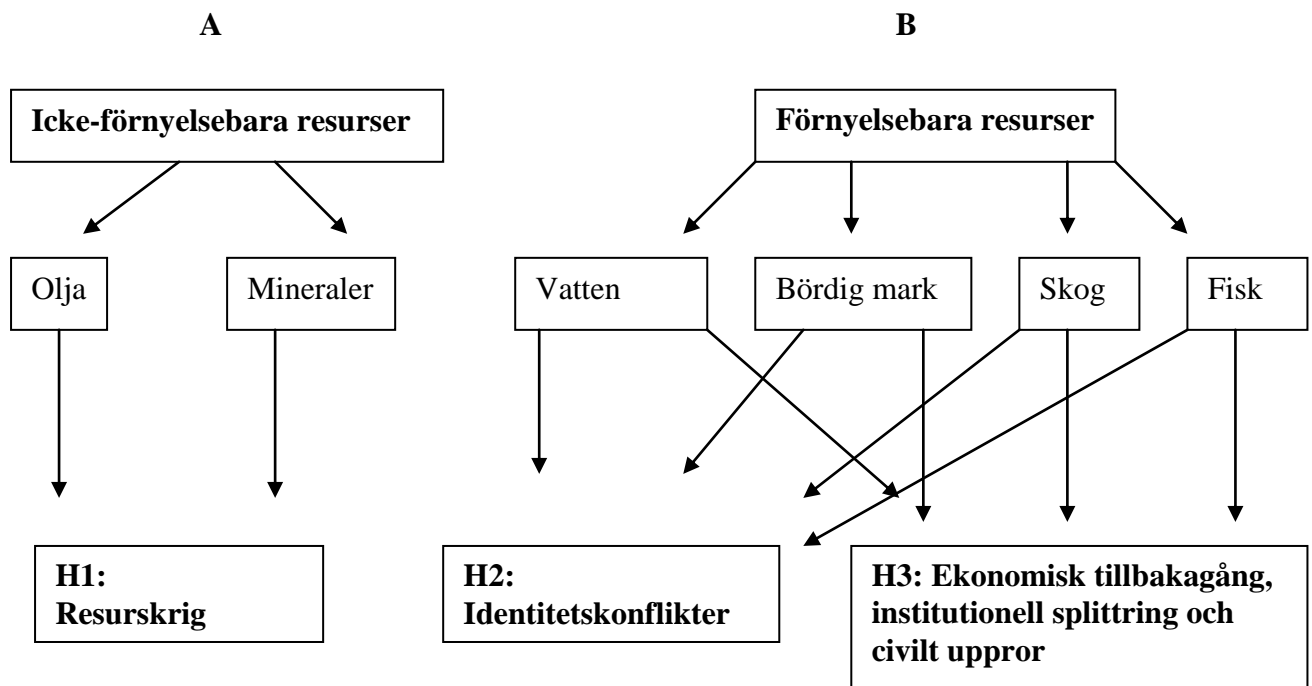 A
B
Icke-förnyelsebara resurser
Förnyelsebara resurser
Olja
Mineraler
Vatten
Bördig mark
Skog
Fisk
H1:
Resurskrig
H2:
Identitetskonflikter
H3: Ekonomisk tillbakagång,
institutionell splittring och
civilt uppror